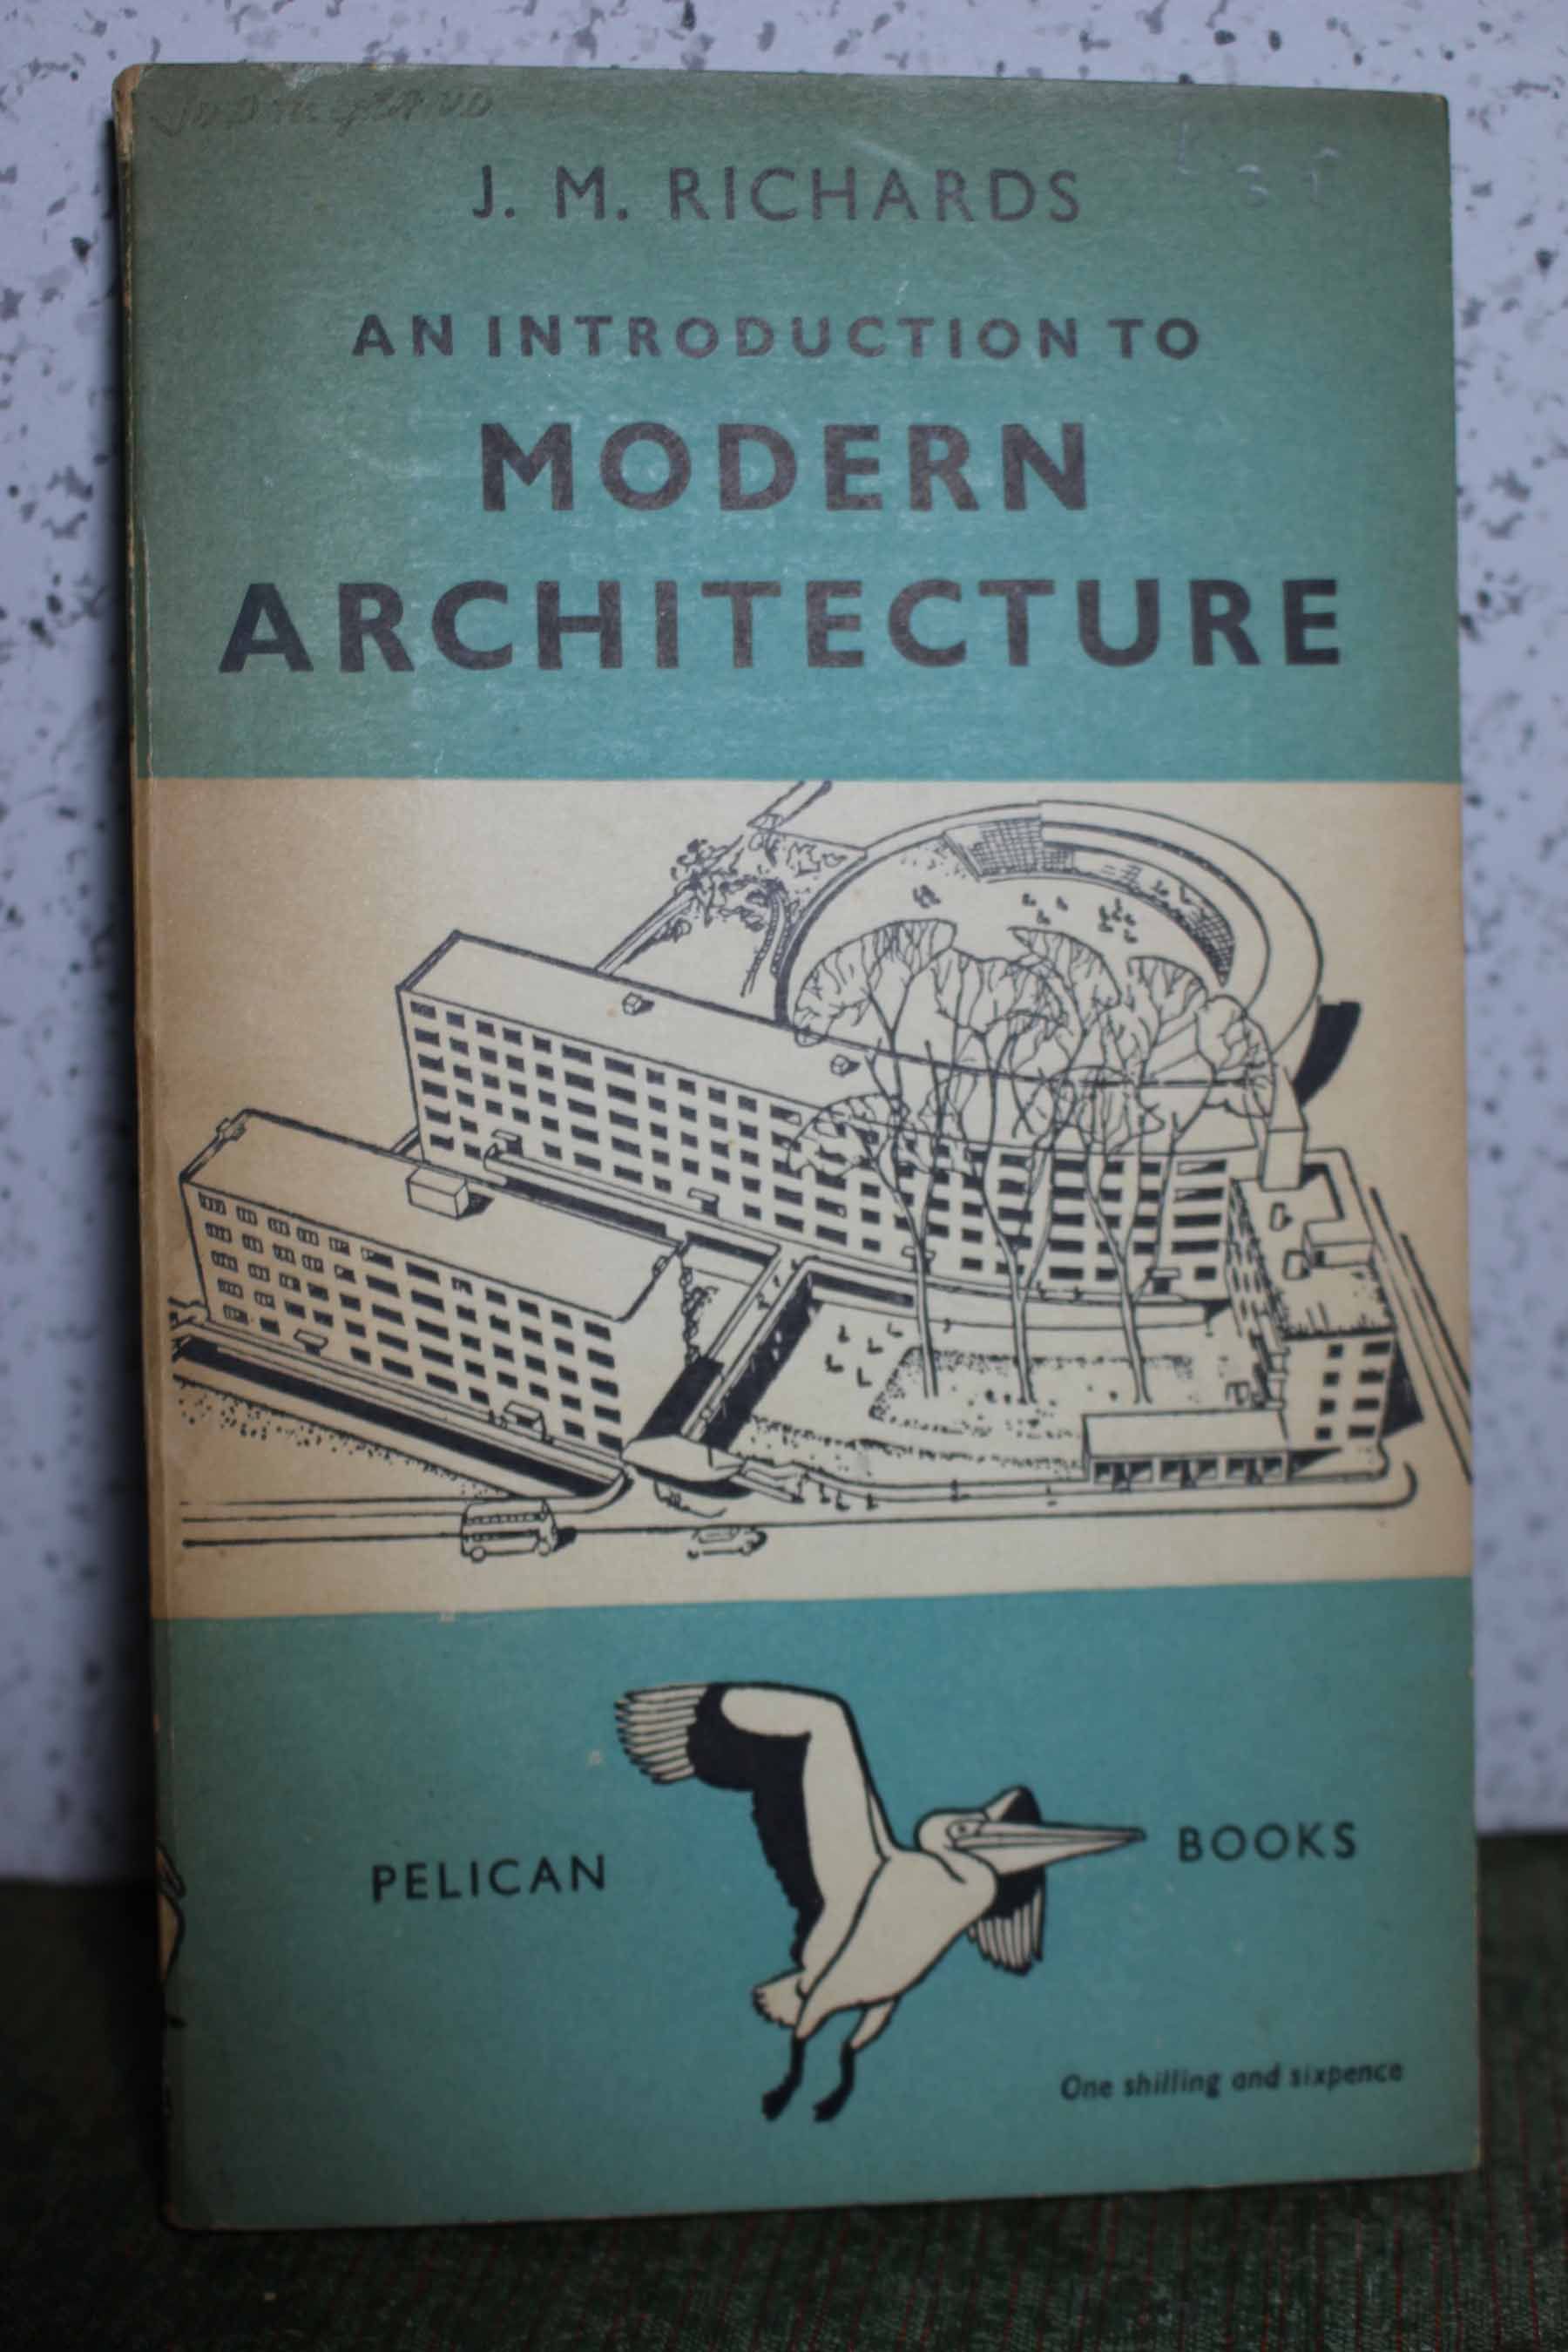 J. M. RICHARDS
AN INTRODUCTION TO
MODERN
ARCHITECTURE
PELICAN BOOKS
One shilling and sixpence